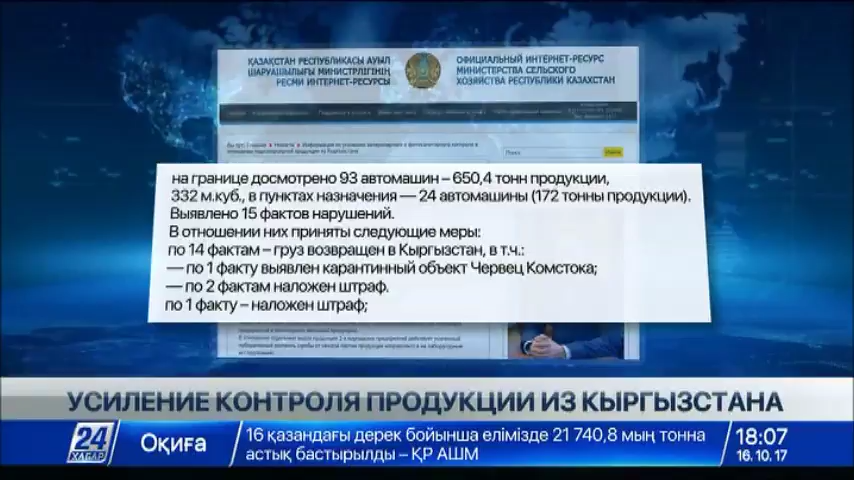 ҚАЗАҚСТАН РЕСПУБЛИКАСЫ АУЫЛ
ШАРУАШЫЛЫҒЫ МИНИСТРЛІГІНІҢ
РЕСМИ ИНТЕРНЕТ-РЕСУРСЫ
ОФИЦИАЛЬНЫЙ ИНТЕРНЕТ-РЕСУРС
МИНИСТЕРСТВА СЕЛЬСКОГО
ХОЗЯЙСТВА РЕСПУБЛИКИ КАЗАХСТАН
на границе досмотрено 93 автомашин – 650,4 тонн продукции,
332 м.куб., в пунктах назначения — 24 автомашины (172 тонны продукции).
Выявлено 15 фактов нарушений.
В отношении них приняты следующие меры:
по 14 фактам – груз возвращен в Кыргызстан, в т.ч.:
— по 1 факту выявлен карантинный объект Червец Комстока;
— по 2 фактам наложен штраф.
по 1 факту – наложен штраф;
УСИЛЕНИЕ КОНТРОЛЯ ПРОДУКЦИИ ИЗ КЫРГЫЗСТАНА
24
ХАБАР
Оқиға
16 қазандағы дерек бойынша елімізде 21 740,8 мың тонна
астық бастырылды – ҚР АШМ
18:07
16.10.17